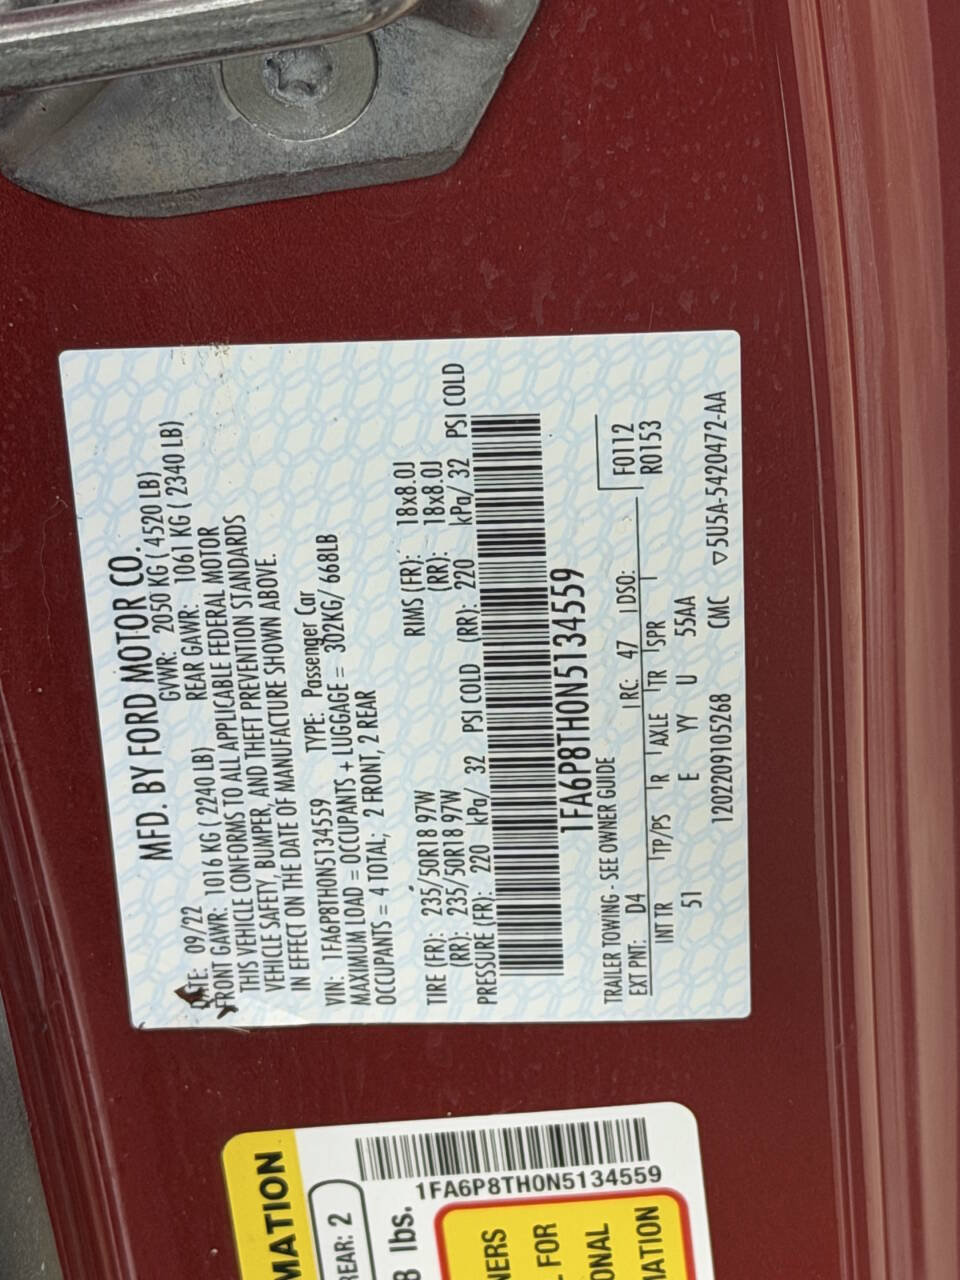 MFD. BY FORD MOTOR CO.
DATE: 09/22 GVWR: 2050 KG ( 4520 LB)
FRONT GAWR: 1016 KG ( 2240 LB) REAR GAWR: 1061 KG ( 2340 LB)
THIS VEHICLE CONFORMS TO ALL APPLICABLE FEDERAL MOTOR
VEHICLE SAFETY, BUMPER, AND THEFT PREVENTION STANDARDS
IN EFFECT ON THE DATE OF MANUFACTURE SHOWN ABOVE.
VIN: 1FA6P8TH0N5134559 TYPE: Passenger Car
MAXIMUM LOAD = OCCUPANTS + LUGGAGE = 302KG/ 668LB
OCCUPANTS = 4 TOTAL; 2 FRONT, 2 REAR
TIRE (FR): 235/50R18 97W RIMS (FR): 18x8.0J
(RR): 235/50R18 97W (RR): 18x8.0J
PRESSURE (FR): 220 kPa/ 32 PSI COLD (RR): 220 kPa/ 32 PSI COLD
1FA6P8TH0N5134559
TRAILER TOWING - SEE OWNER GUIDE F0112
EXT PNT: D4 RC: 47 DSO: R0153
INT TR TP/PS R AXLE TR SPR
51 E YY U 55AA
120220910526​8 CMC ▽5U5A-5420472-AA
MATION
REAR: 2
lbs.
1FA6P8TH0N5134559
NERS
FOR
ONAL
MATION